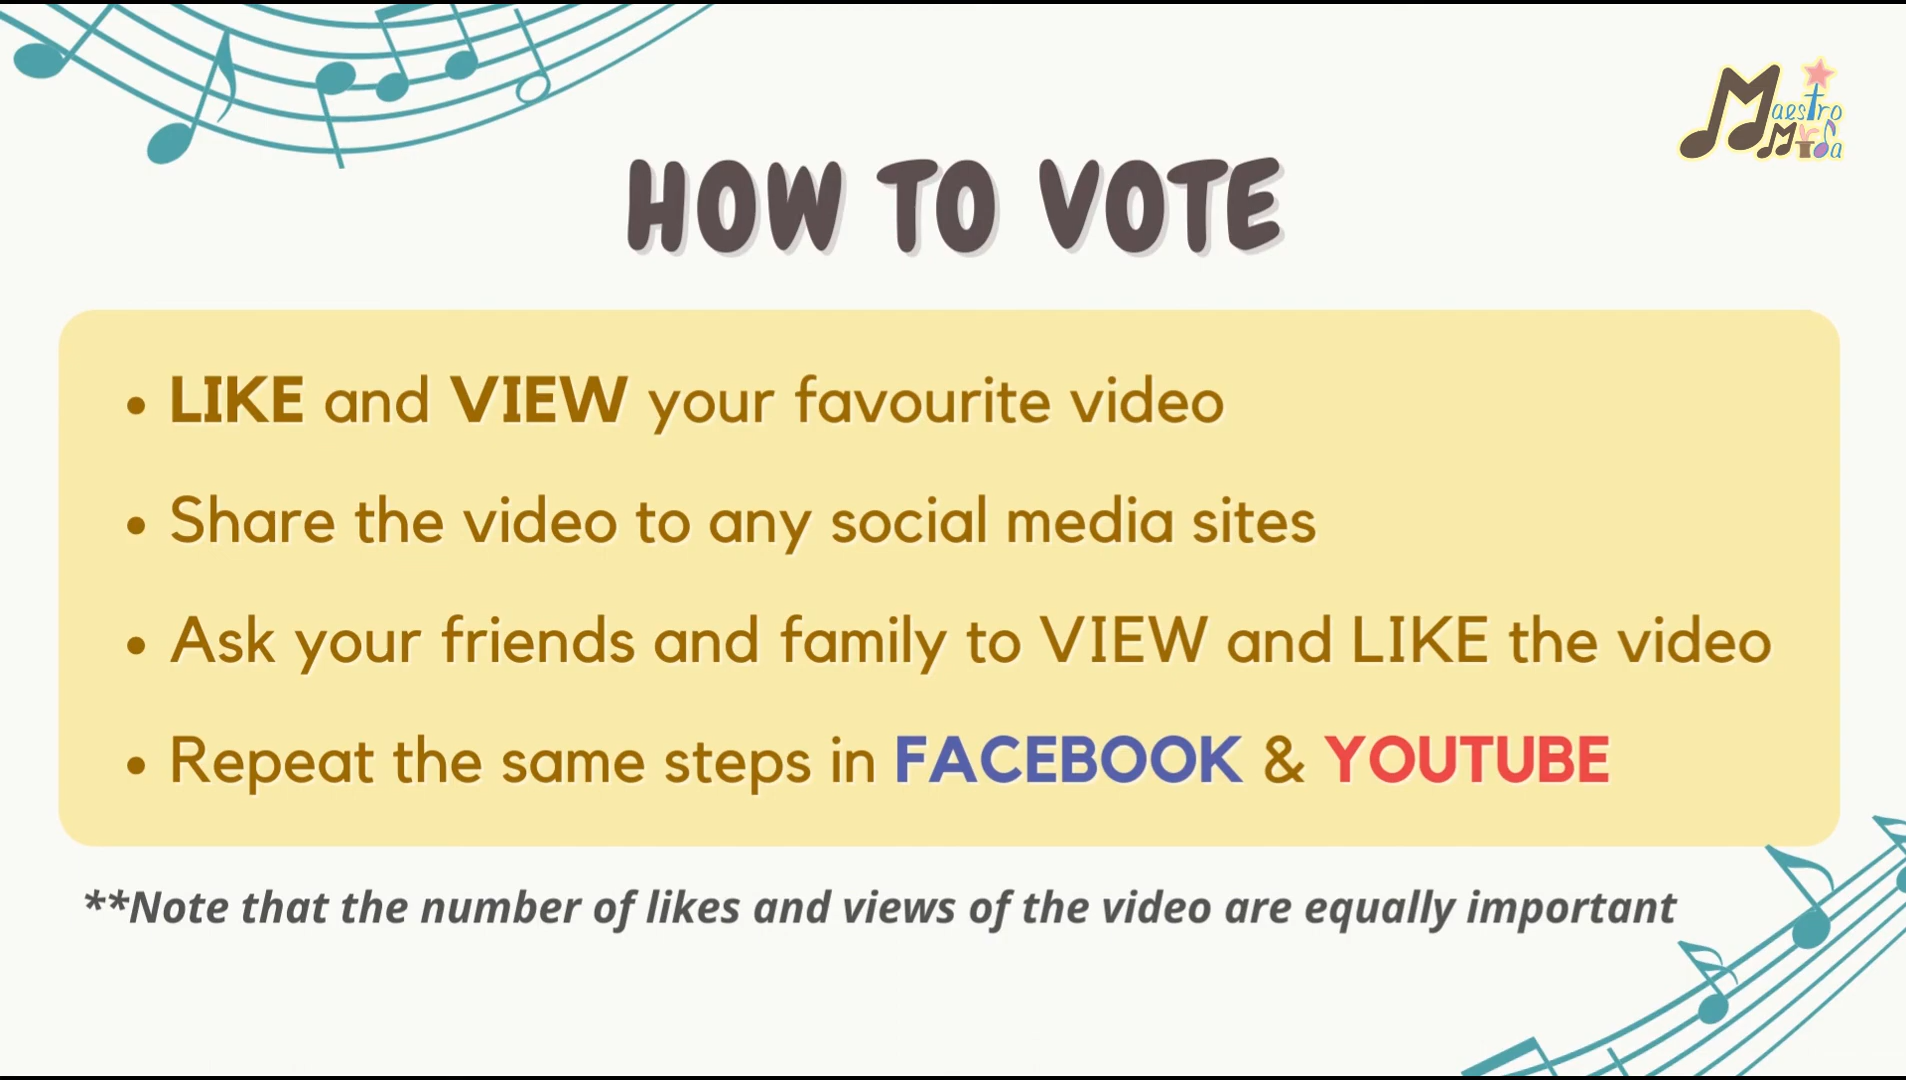 Maestro
Mida
HOW TO VOTE
• LIKE and VIEW your favourite video
• Share the video to any social media sites
• Ask your friends and family to VIEW and LIKE the video
• Repeat the same steps in FACEBOOK & YOUTUBE
**Note that the number of likes and views of the video are equally important